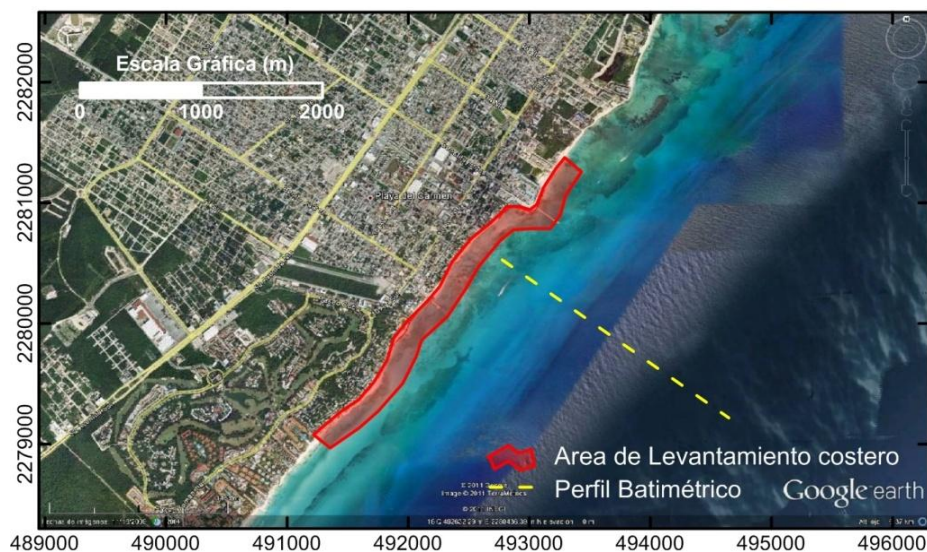 Escala Gráfica (m)
0 1000 2000
Playa del Carmen
Area de Levantamiento costero
Perfil Batimétrico
Google earth
2282000
2281000
2280000
2279000
489000 490000 491000 492000 493000 494000 495000 496000